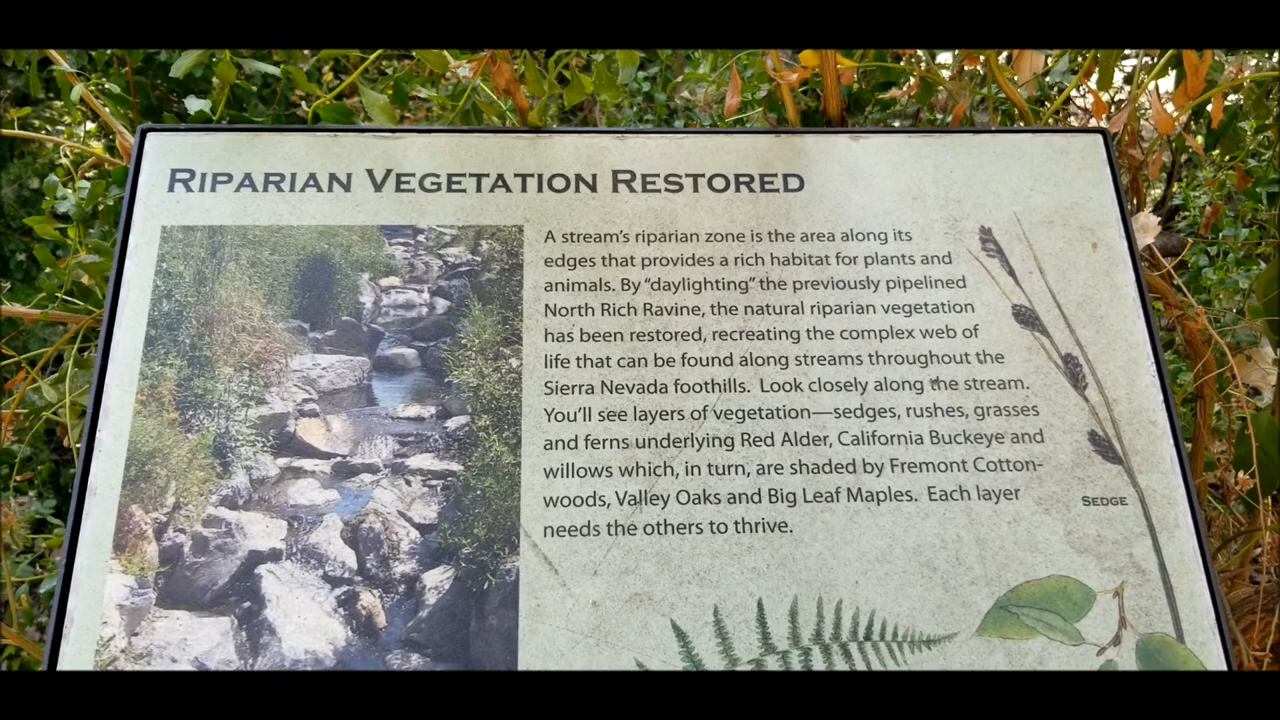 RIPARIAN VEGETATION RESTORED
A stream's riparian zone is the area along its
edges that provides a rich habitat for plants and
animals. By "daylighting" the previously pipelined
North Rich Ravine, the natural riparian vegetation
has been restored, recreating the complex web of
life that can be found along streams throughout the
Sierra Nevada foothills. Look closely along the stream.
You'll see layers of vegetation—sedges, rushes, grasses
and ferns underlying Red Alder, California Buckeye and
willows which, in turn, are shaded by Fremont Cotton-
woods, Valley Oaks and Big Leaf Maples. Each layer
needs the others to thrive.
SEDGE